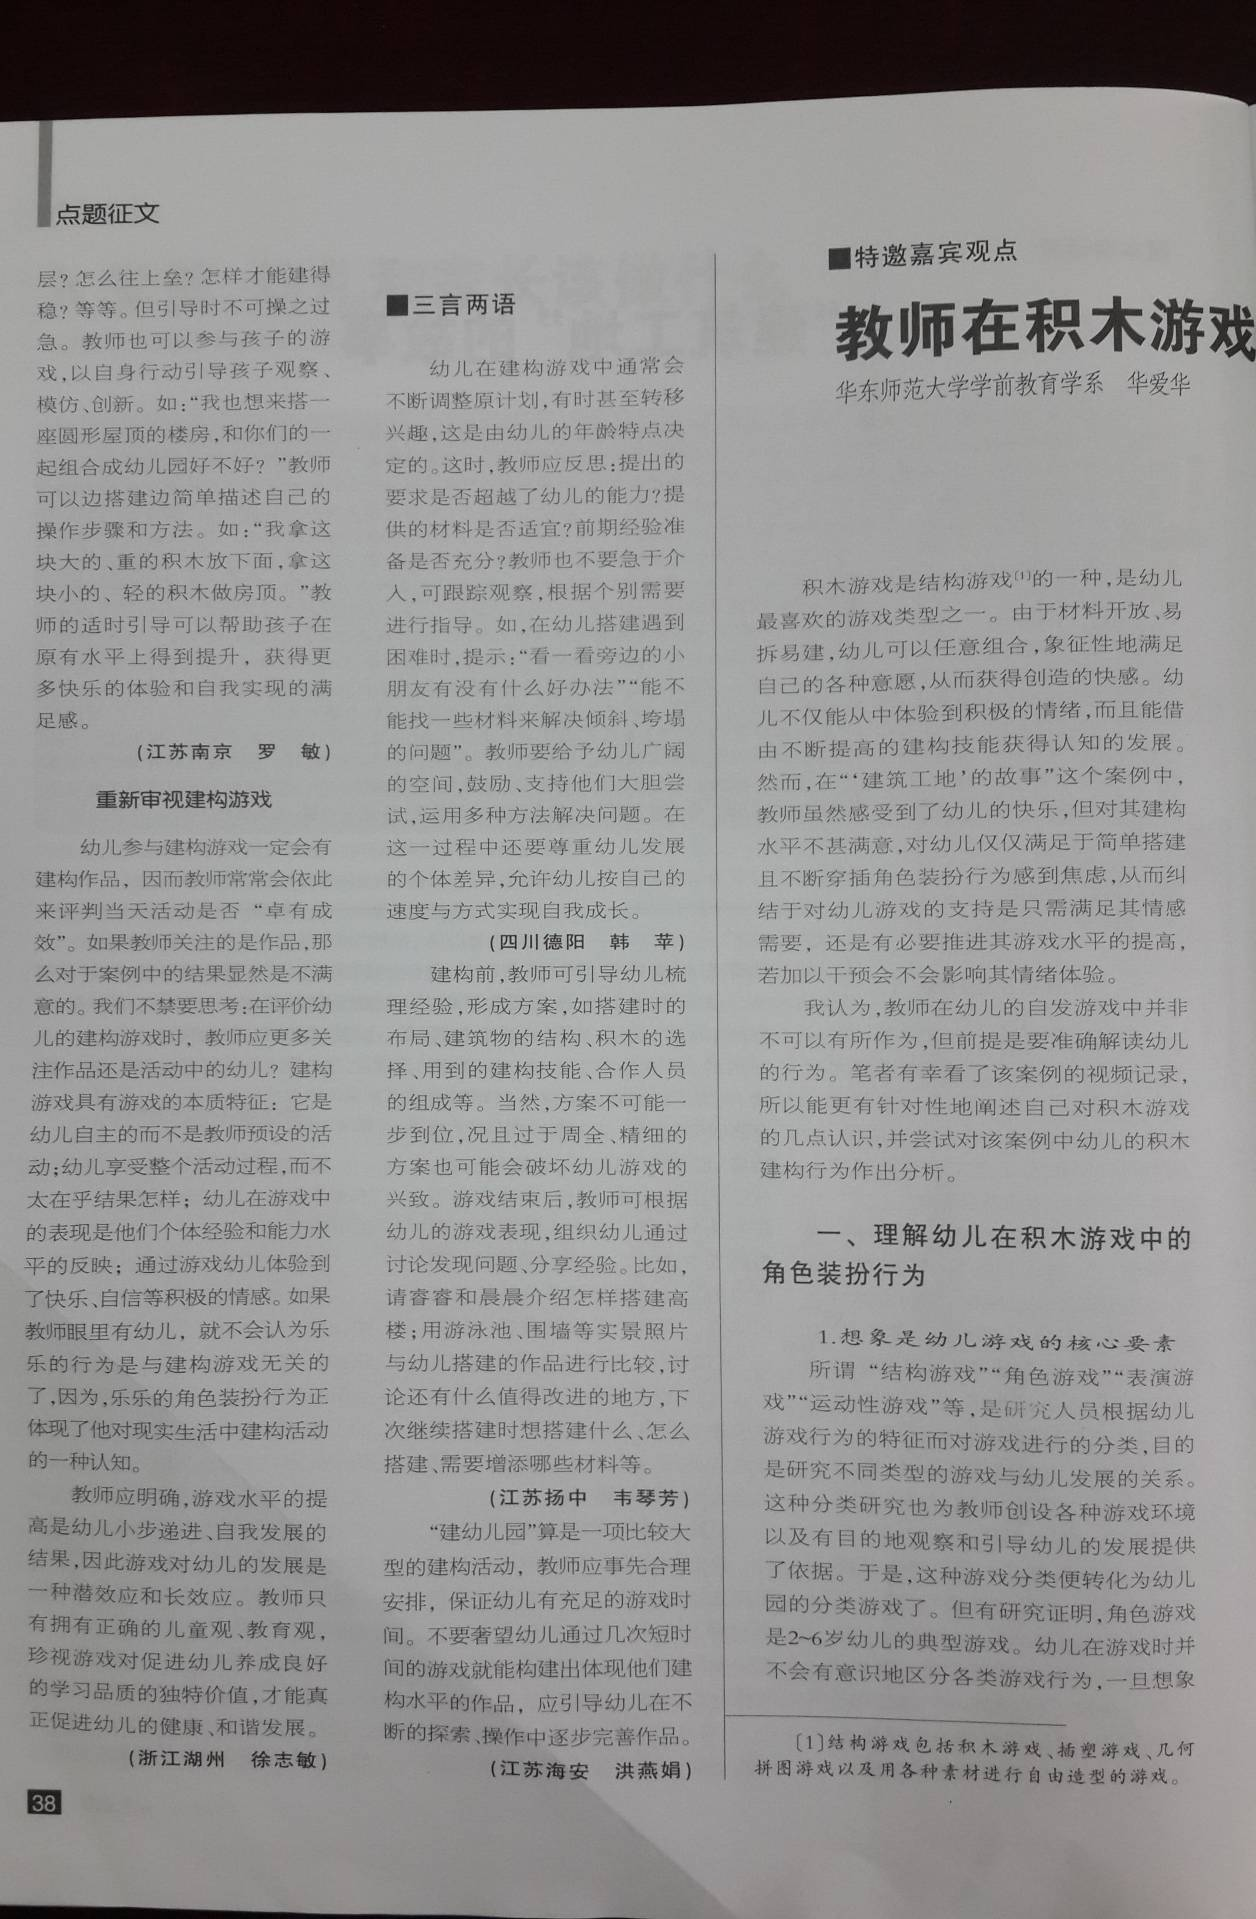 点题征文
层？怎么往上垒？怎样才能建得
稳？等等。但引导时不可操之过
急。教师也可以参与孩子的游
戏，以自身行动引导孩子观察、
模仿、创新。如：“我也想来搭一
座圆形屋顶的楼房，和你们的一
起组合成幼儿园好不好？”教师
可以边搭建边简单描述自己的
操作步骤和方法。如：“我拿这
块大的、重的积木放下面，拿这
块小的、轻的积木做房顶。”教
师的适时引导可以帮助孩子在
原有水平上得到提升，获得更
多快乐的体验和自我实现的满
足感。
（江苏南京 罗 敏）
重新审视建构游戏
幼儿参与建构游戏一定会有
建构作品，因而教师常常会依此
来评判当天活动是否“卓有成
效”。如果教师关注的是作品，那
么对于案例中的结果显然是不满
意的。我们不禁要思考：在评价幼
儿的建构游戏时，教师应更多关
注作品还是活动中的幼儿？建构
游戏具有游戏的本质特征：它是
幼儿自主的而不是教师预设的活
动；幼儿享受整个活动过程，而不
太在乎结果怎样；幼儿在游戏中
的表现是他们个体经验和能力水
平的反映；通过游戏幼儿体验到
了快乐、自信等积极的情感。如果
教师眼里有幼儿，就不会认为乐
乐的行为是与建构游戏无关的
了，因为，乐乐的角色装扮行为正
体现了他对现实生活中建构活动
的一种认知。
教师应明确，游戏水平的提
高是幼儿小步递进、自我发展的
结果，因此游戏对幼儿的发展是
一种潜效应和长效应。教师只
有拥有正确的儿童观、教育观，
珍视游戏对促进幼儿养成良好
的学习品质的独特价值，才能真
正促进幼儿的健康、和谐发展。
（浙江湖州 徐志敏）
38
■三言两语
幼儿在建构游戏中通常会
不断调整原计划，有时甚至转移
兴趣，这是由幼儿的年龄特点决
定的。这时，教师应反思：提出的
要求是否超越了幼儿的能力？提
供的材料是否适宜？前期经验准
备是否充分？教师也不要急于介
入，可跟踪观察，根据个别需要
进行指导。如，在幼儿搭建遇到
困难时，提示：“看一看旁边的小
朋友有没有什么好办法”“能不
能找一些材料来解决倾斜、垮塌
的问题”。教师要给予幼儿广阔
的空间，鼓励、支持他们大胆尝
试，运用多种方法解决问题。在
这一过程中还要尊重幼儿发展
的个体差异，允许幼儿按自己的
速度与方式实现自我成长。
（四川德阳 韩 苹）
建构前，教师可引导幼儿梳
理经验，形成方案，如搭建时的
布局、建筑物的结构、积木的选
择、用到的建构技能、合作人员
的组成等。当然，方案不可能一
步到位，况且过于周全、精细的
方案也可能会破坏幼儿游戏的
兴致。游戏结束后，教师可根据
幼儿的游戏表现，组织幼儿通过
讨论发现问题、分享经验。比如，
请睿睿和晨晨介绍怎样搭建高
楼；用游泳池、围墙等实景照片
与幼儿搭建的作品进行比较，讨
论还有什么值得改进的地方，下
次继续搭建时想搭建什么、怎么
搭建、需要增添哪些材料等。
（江苏扬中 韦琴芳）
“建幼儿园”算是一项比较大
型的建构活动，教师应事先合理
安排，保证幼儿有充足的游戏时
间。不要奢望幼儿通过几次短时
间的游戏就能构建出体现他们建
构水平的作品，应引导幼儿在不
断的探索、操作中逐步完善作品。
（江苏海安 洪燕娟）
■特邀嘉宾观点
教师在积木游戏
华东师范大学学前教育学系 华爱华
积木游戏是结构游戏〔1〕的一种，是幼儿
最喜欢的游戏类型之一。由于材料开放、易
拆易建，幼儿可以任意组合，象征性地满足
自己的各种意愿，从而获得创造的快感。幼
儿不仅能从中体验到积极的情绪，而且能借
由不断提高的建构技能获得认知的发展。
然而，在“‘建筑工地’的故事”这个案例中，
教师虽然感受到了幼儿的快乐，但对其建构
水平不甚满意，对幼儿仅仅满足于简单搭建
且不断穿插角色装扮行为感到焦虑，从而纠
结于对幼儿游戏的支持是只需满足其情感
需要，还是有必要推进其游戏水平的提高，
若加以干预会不会影响其情绪体验。
我认为，教师在幼儿的自发游戏中并非
不可以有所作为，但前提是要准确解读幼儿
的行为。笔者有幸看了该案例的视频记录，
所以能更有针对性地阐述自己对积木游戏
的几点认识，并尝试对该案例中幼儿的积木
建构行为作出分析。
一、理解幼儿在积木游戏中的
角色装扮行为
1.想象是幼儿游戏的核心要素
所谓“结构游戏”“角色游戏”“表演游
戏”“运动性游戏”等，是研究人员根据幼儿
游戏行为的特征而对游戏进行的分类，目的
是研究不同类型的游戏与幼儿发展的关系。
这种分类研究也为教师创设各种游戏环境
以及有目的地观察和引导幼儿的发展提供
了依据。于是，这种游戏分类便转化为幼儿
园的分类游戏了。但有研究证明，角色游戏
是2~6岁幼儿的典型游戏。幼儿在游戏时并
不会有意识地区分各类游戏行为，一旦想象
〔1〕结构游戏包括积木游戏、插塑游戏、几何
拼图游戏以及用各种素材进行自由造型的游戏。